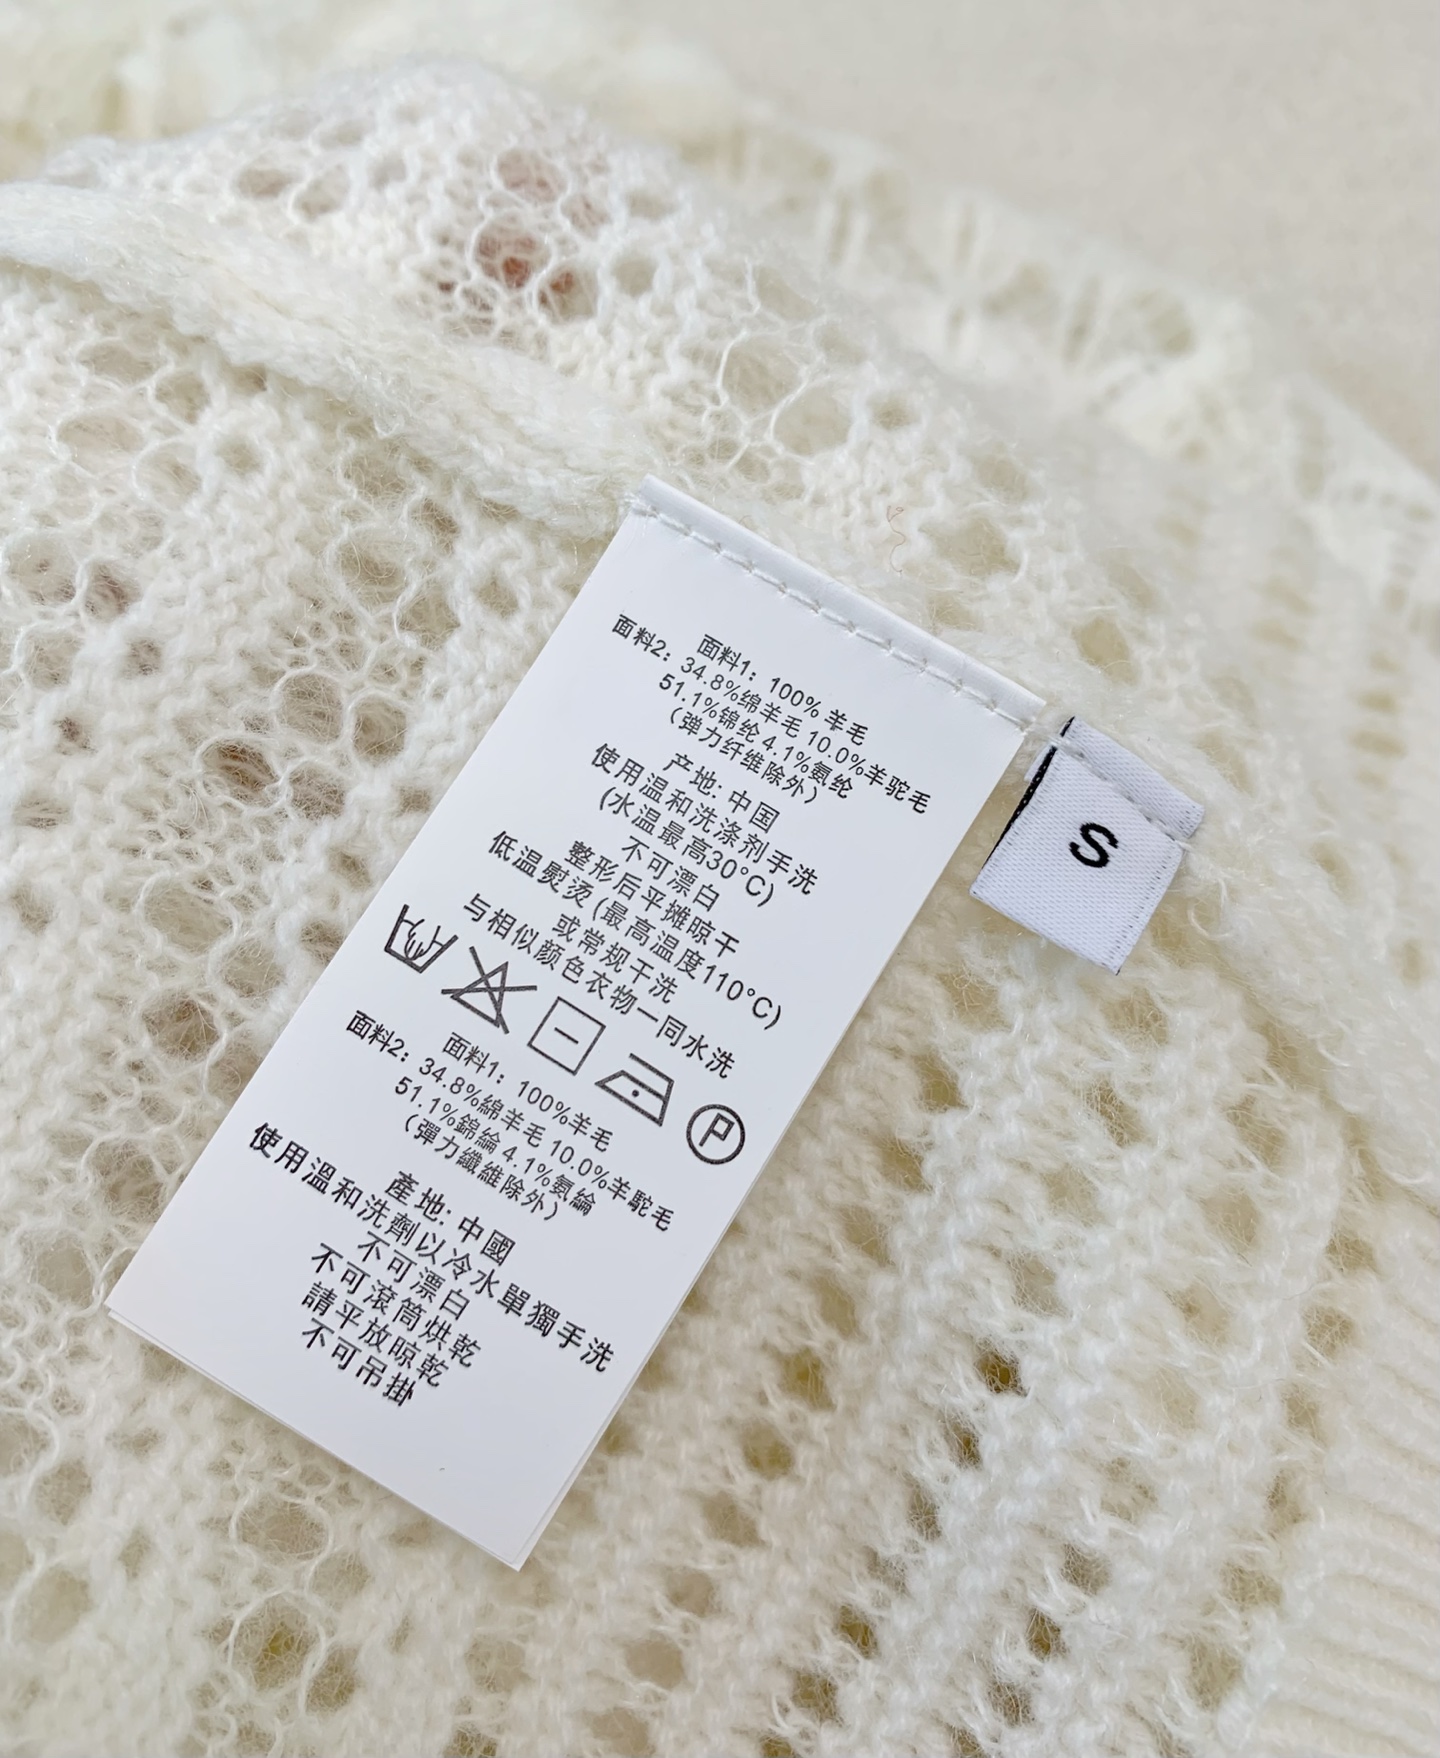 面料1: 100% 羊毛
面料2: 34.8%绵羊毛 10.0%羊驼毛
51.1%锦纶 4.1%氨纶
(弹力纤维除外)
产地: 中国
使用温和洗涤剂手洗
(水温最高30°C)
不可漂白
整形后平摊晾干
低温熨烫(最高温度110°C)
或常规干洗
与相似颜色衣物一同水洗
P
面料1: 100%羊毛
面料2: 34.8%綿羊毛 10.0%羊駝毛
51.1%錦綸 4.1%氨綸
(彈力纖維除外)
產地: 中國
使用溫和洗劑以冷水單獨手洗
不可漂白
不可滾筒烘乾
請平放晾乾
不可吊掛
S